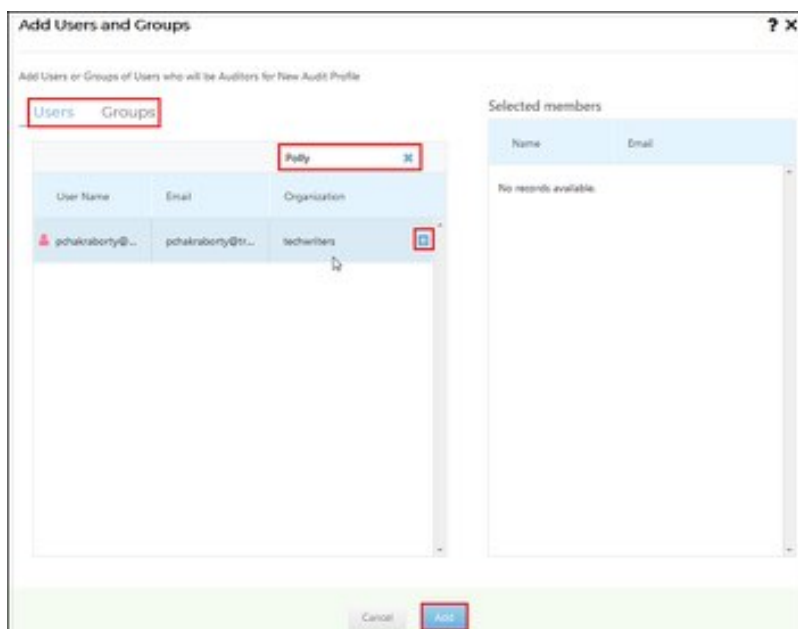 Add Users and Groups
? ×
Add Users or Groups of Users who will be Auditors for New Audit Profile
Users Groups
Selected members
Polly
Name Email
User Name Email Organization
No records available.
pchakraborty@... pchakraborty@tr... techwriters
Cancel Add